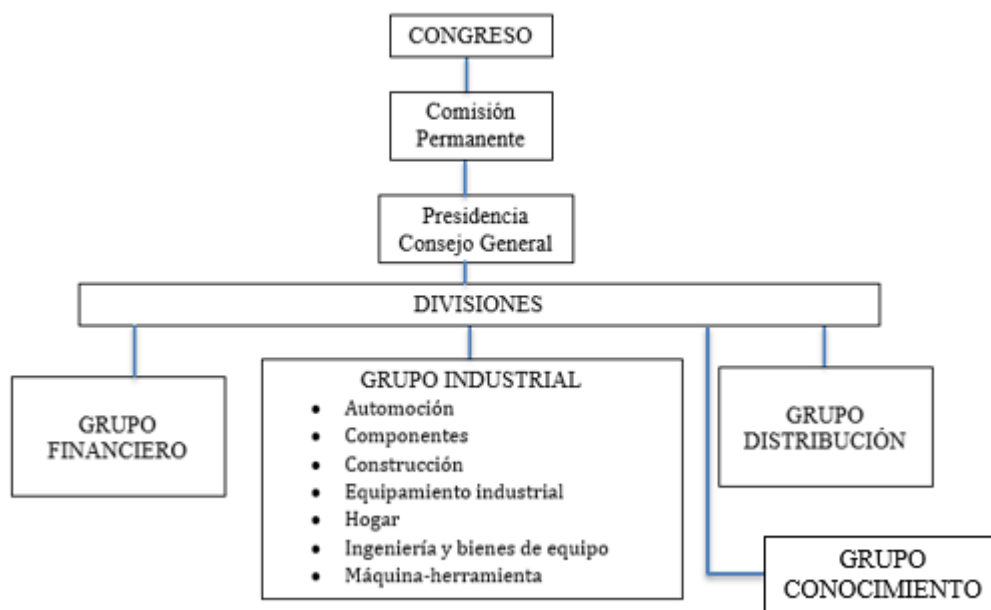 CONGRESO
Comisión
Permanente
Presidencia
Consejo General
DIVISIONES
GRUPO
FINANCIERO
GRUPO INDUSTRIAL
• Automoción
• Componentes
• Construcción
• Equipamiento industrial
• Hogar
• Ingeniería y bienes de equipo
• Máquina-herramienta
GRUPO
DISTRIBUCIÓN
GRUPO
CONOCIMIENTO